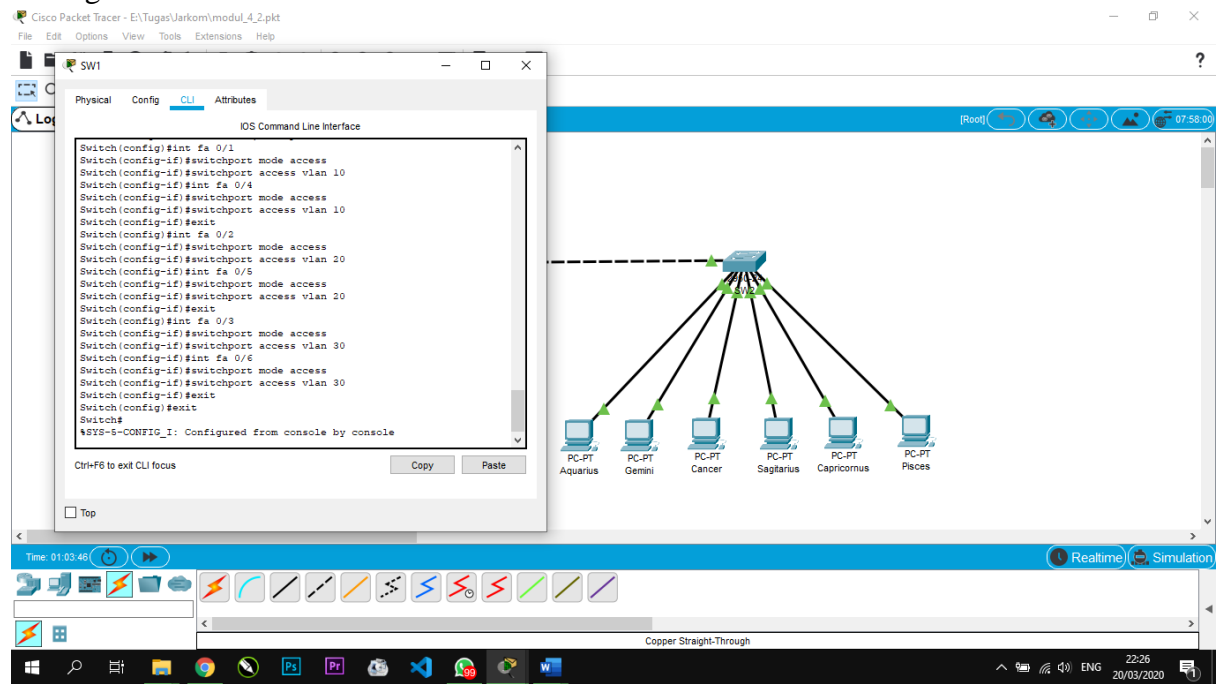 Cisco Packet Tracer - E:\Tugas\Jarkom\modul_4_2.pkt
File Edit Options View Tools Extensions Help
SW1
?
Physical Config CLI Attributes
IOS Command Line Interface
[Root]
07:58:00
Switch(config)#int fa 0/1
Switch(config-if)#switchport mode access
Switch(config-if)#switchport access vlan 10
Switch(config-if)#int fa 0/4
Switch(config-if)#switchport mode access
Switch(config-if)#switchport access vlan 10
Switch(config-if)#exit
Switch(config)#int fa 0/2
Switch(config-if)#switchport mode access
Switch(config-if)#switchport access vlan 20
Switch(config-if)#int fa 0/5
Switch(config-if)#switchport mode access
Switch(config-if)#switchport access vlan 20
Switch(config-if)#exit
Switch(config)#int fa 0/3
Switch(config-if)#switchport mode access
Switch(config-if)#switchport access vlan 30
Switch(config-if)#int fa 0/6
Switch(config-if)#switchport mode access
Switch(config-if)#switchport access vlan 30
Switch(config-if)#exit
Switch(config)#exit
Switch#
%SYS-5-CONFIG_I: Configured from console by console
Ctrl+F6 to exit CLI focus
Copy Paste
Top
SW2
PC-PT
Aquarius
PC-PT
Gemini
PC-PT
Cancer
PC-PT
Sagitarius
PC-PT
Capricornus
PC-PT
Pisces
Time: 01:03:46
Realtime Simulation
Copper Straight-Through
Ps Pr 99 W
ENG
22:26
20/03/2020
1